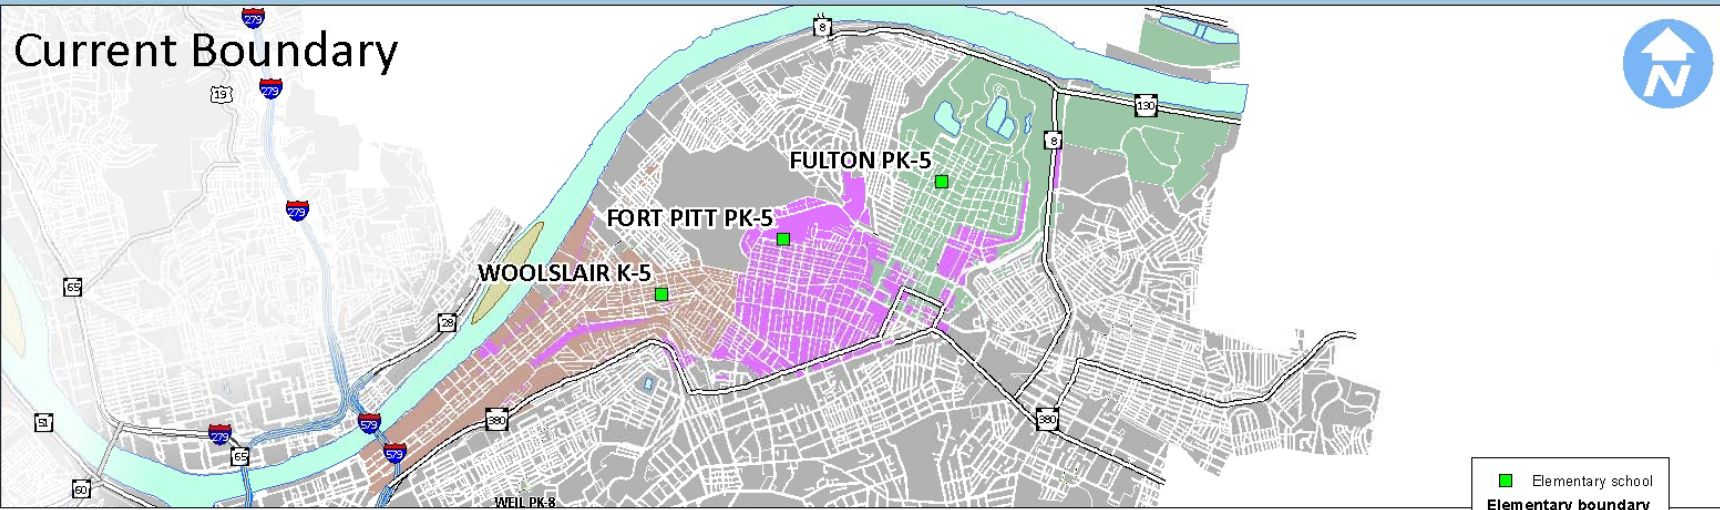 279
Current Boundary
8
N
19
279
130
8
FULTON PK-5
279
FORT PITT PK-5
WOOLSLAIR K-5
65
28
51
279
579
380
380
65
579
60
WEIL PK-8
Elementary school
Elementary boundary